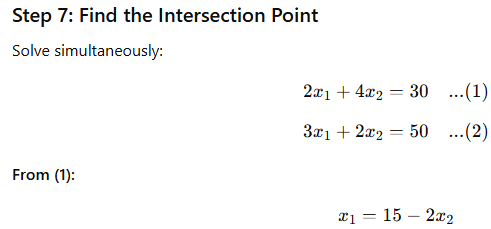 Step 7: Find the Intersection Point
Solve simultaneously:
2x₁ + 4x₂ = 30 ...(1)
3x₁ + 2x₂ = 50 ...(2)
From (1):
x₁ = 15 − 2x₂